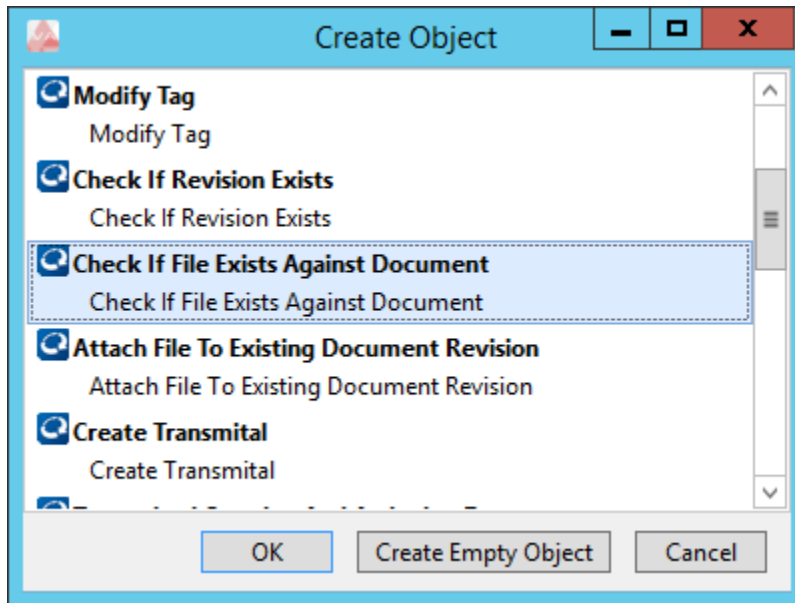 Create Object
Modify Tag
Modify Tag
Check If Revision Exists
Check If Revision Exists
Check If File Exists Against Document
Check If File Exists Against Document
Attach File To Existing Document Revision
Attach File To Existing Document Revision
Create Transmital
Create Transmital
OK Create Empty Object Cancel